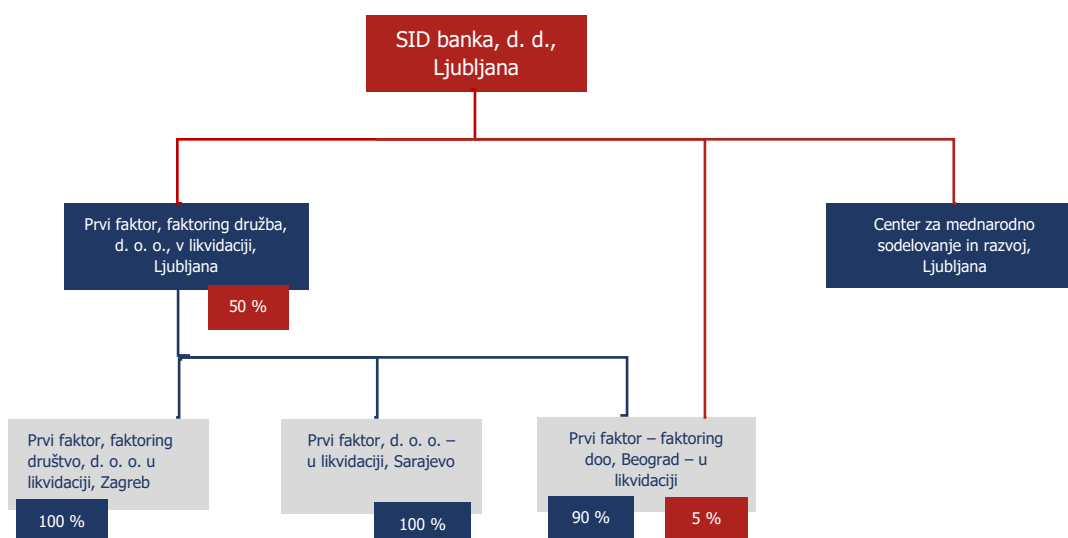 SID banka, d. d.,
Ljubljana
Prvi faktor, faktoring družba,
d. o. o., v likvidaciji,
Ljubljana
50 %
Center za mednarodno
sodelovanje in razvoj,
Ljubljana
Prvi faktor, faktoring
društvo, d. o. o. u
likvidaciji, Zagreb
100 %
Prvi faktor, d. o. o. –
u likvidaciji, Sarajevo
100 %
Prvi faktor – faktoring
doo, Beograd – u
likvidaciji
90 %
5 %